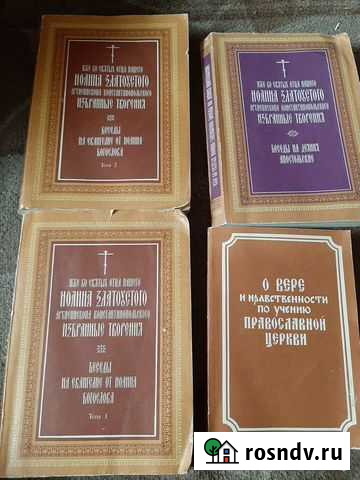 ИЖЕ ВО СВЯТЫХ ОТЦА НАШЕГО
ИОАННА ЗЛАТОУСТОГО
АРХИЕПИСКОПА КОНСТАНТИНОПОЛЬСКОГО
ИЗБРАННЫЕ ТВОРЕНИЯ
БЕСЕДЫ
НА ЕВАНГЕЛИЕ ОТ ИОАННА
БОГОСЛОВА
Том 2
ИЖЕ ВО СВЯТЫХ ОТЦА НАШЕГО
ИОАННА ЗЛАТОУСТОГО
АРХИЕПИСКОПА КОНСТАНТИНОПОЛЬСКОГО
ИЗБРАННЫЕ ТВОРЕНИЯ
БЕСЕДЫ НА ДЕЯНИЯ
АПОСТОЛЬСКИЕ
ИЖЕ ВО СВЯТЫХ ОТЦА НАШЕГО
ИОАННА ЗЛАТОУСТОГО
АРХИЕПИСКОПА КОНСТАНТИНОПОЛЬСКОГО
ИЗБРАННЫЕ ТВОРЕНИЯ
БЕСЕДЫ
НА ЕВАНГЕЛИЕ ОТ ИОАННА
БОГОСЛОВА
Том 1
О ВЕРЕ
И НРАВСТВЕННОСТИ
ПО УЧЕНИЮ
ПРАВОСЛАВНОЙ
ЦЕРКВИ
rosndv.ru